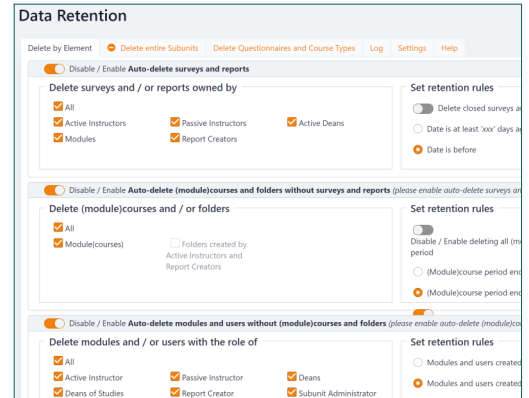 Data Retention
Delete by Element Delete entire Subunits Delete Questionnaires and Course Types Log Settings Help
Disable / Enable Auto-delete surveys and reports
Delete surveys and / or reports owned by
All
Active Instructors Passive Instructors Active Deans
Modules Report Creators
Set retention rules
Delete closed surveys
Date is at least 'xxx' days
Date is before
Disable / Enable Auto-delete (module)courses and folders without surveys and reports (please enable auto-delete surveys
Delete (module)courses and / or folders
All
Module(courses) Folders created by
Active Instructors and
Report Creators
Set retention rules
Disable / Enable deleting all
period
(Module)course period
(Module)course period
Disable / Enable Auto-delete modules and users without (module)courses and folders (please enable auto-delete
Delete modules and / or users with the role of
All
Active Instructor Passive Instructor Deans
Deans of Studies Report Creator Subunit Administrator
Set retention rules
Modules and users created
Modules and users created